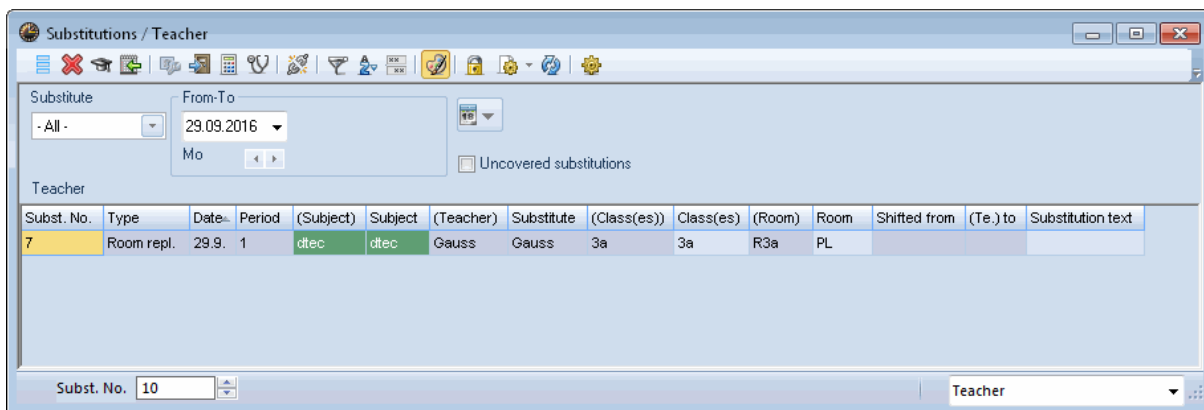 Substitutions / Teacher
Substitute From-To
- All - 29.09.2016 18
Mo Uncovered substitutions
Teacher
Subst. No. Type Date Period (Subject) Subject (Teacher) Substitute (Class(es)) Class(es) (Room) Room Shifted from (Te.) to Substitution text
7 Room repl. 29.9. 1 dtec dtec Gauss Gauss 3a 3a R3a PL
Subst. No. 10 Teacher